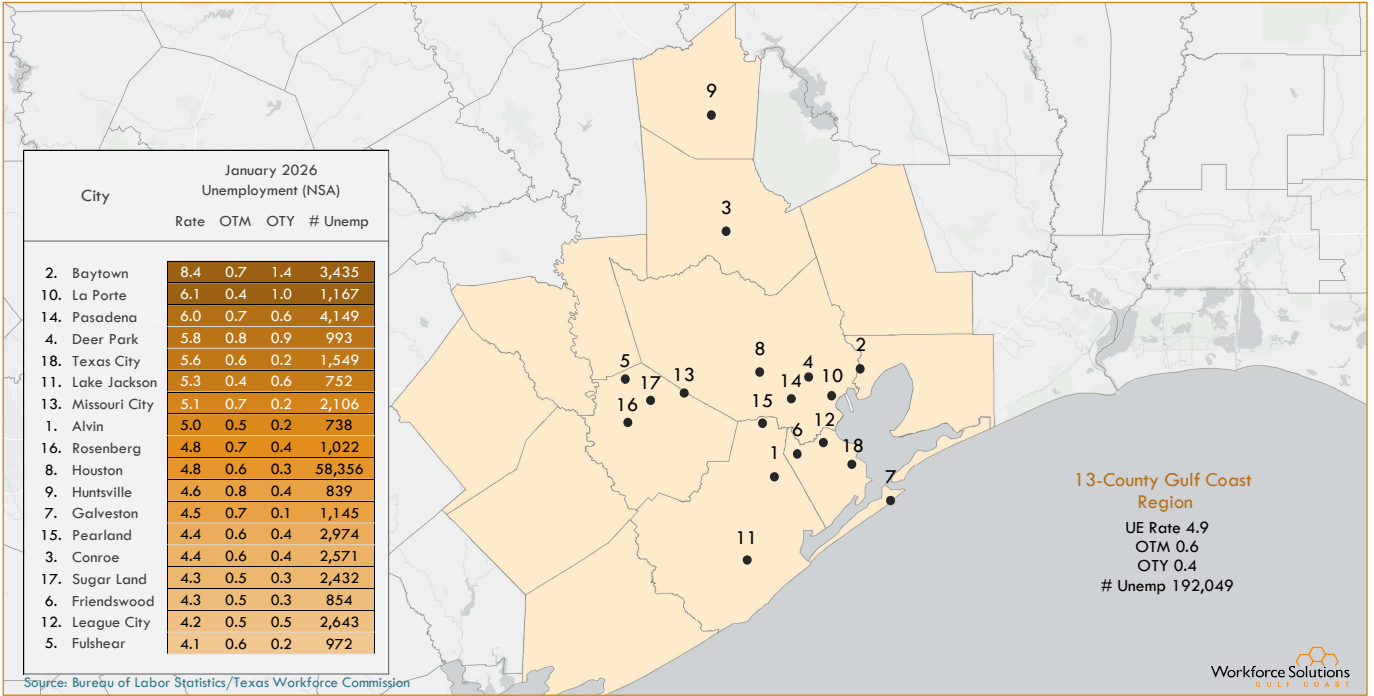 January 2026
Unemployment (NSA)
City
Rate OTM OTY # Unemp
2. Baytown 8.4 0.7 1.4 3,435
10. La Porte 6.1 0.4 1.0 1,167
14. Pasadena 6.0 0.7 0.6 4,149
4. Deer Park 5.8 0.8 0.9 993
18. Texas City 5.6 0.6 0.2 1,549
11. Lake Jackson 5.3 0.4 0.6 752
13. Missouri City 5.1 0.7 0.2 2,106
1. Alvin 5.0 0.5 0.2 738
16. Rosenberg 4.8 0.7 0.4 1,022
8. Houston 4.8 0.6 0.3 58,356
9. Huntsville 4.6 0.8 0.4 839
7. Galveston 4.5 0.7 0.1 1,145
15. Pearland 4.4 0.6 0.4 2,974
3. Conroe 4.4 0.6 0.4 2,571
17. Sugar Land 4.3 0.5 0.3 2,432
6. Friendswood 4.3 0.5 0.3 854
12. League City 4.2 0.5 0.5 2,643
5. Fulshear 4.1 0.6 0.2 972
Source: Bureau of Labor Statistics/Texas Workforce Commission
9
3
8
2
5
4
13
17
14
10
16
15
12
6
18
1
7
11
13-County Gulf Coast
Region
UE Rate 4.9
OTM 0.6
OTY 0.4
# Unemp 192,049
Workforce Solutions
GULF COAST